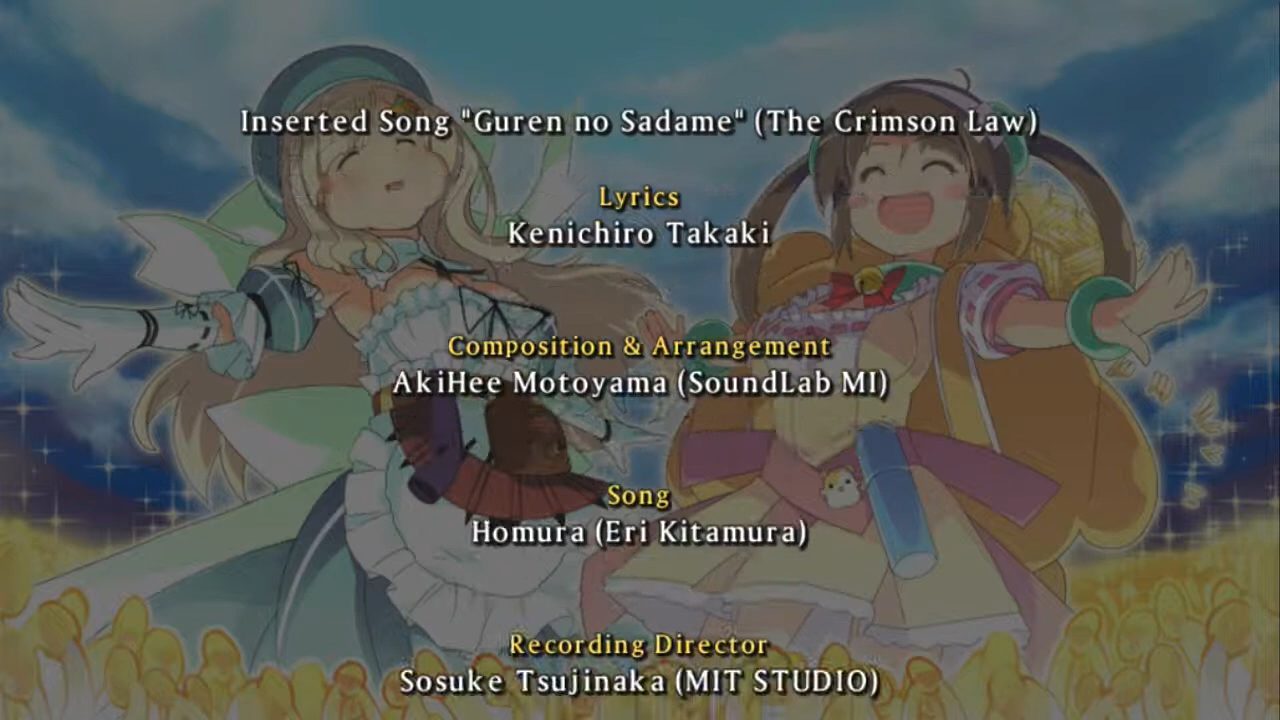 Inserted Song "Guren no Sadame" (The Crimson Law)
Lyrics
Kenichiro Takaki
Composition & Arrangement
AkiHee Motoyama (SoundLab MI)
Song
Homura (Eri Kitamura)
Recording Director
Sosuke Tsujinaka (MIT STUDIO)